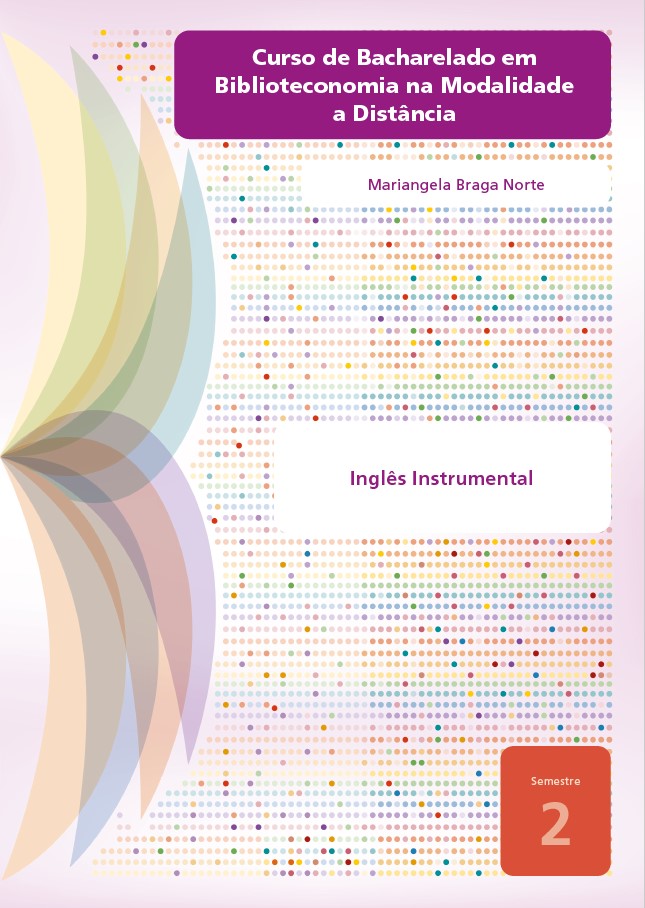 Curso de Bacharelado em
Biblioteconomia na Modalidade
a Distância
Mariangela Braga Norte
Inglês Instrumental
Semestre
2